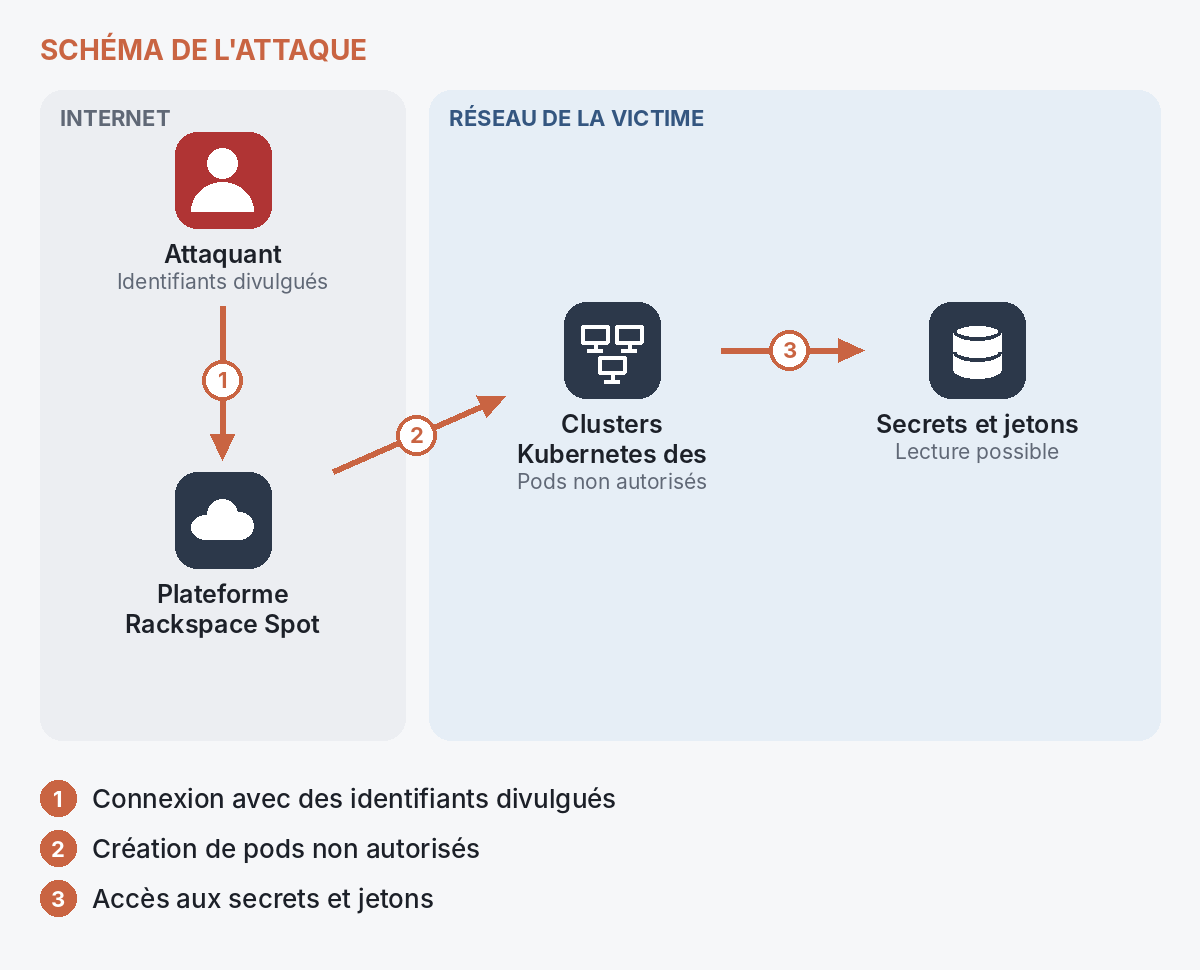 SCHÉMA DE L'ATTAQUE
INTERNET
RÉSEAU DE LA VICTIME
Attaquant
Identifiants divulgués
1
2
3
Clusters
Kubernetes des
Pods non autorisés
Secrets et jetons
Lecture possible
Plateforme
Rackspace Spot
1 Connexion avec des identifiants divulgués
2 Création de pods non autorisés
3 Accès aux secrets et jetons